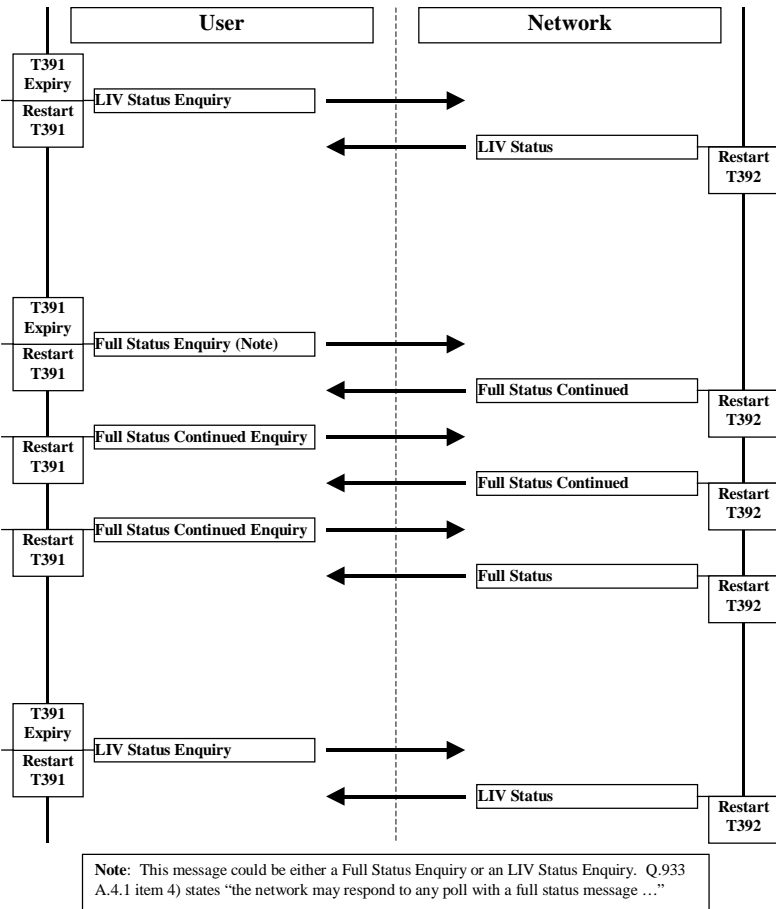 User
Network
T391
Expiry
LIV Status Enquiry
Restart
T391
LIV Status
Restart
T392
T391
Expiry
Full Status Enquiry (Note)
Restart
T391
Full Status Continued
Restart
T392
Full Status Continued Enquiry
Restart
T391
Full Status Continued
Restart
T392
Full Status Continued Enquiry
Restart
T391
Full Status
Restart
T392
T391
Expiry
LIV Status Enquiry
Restart
T391
LIV Status
Restart
T392
Note: This message could be either a Full Status Enquiry or an LIV Status Enquiry. Q.933
A.4.1 item 4) states “the network may respond to any poll with a full status message …”